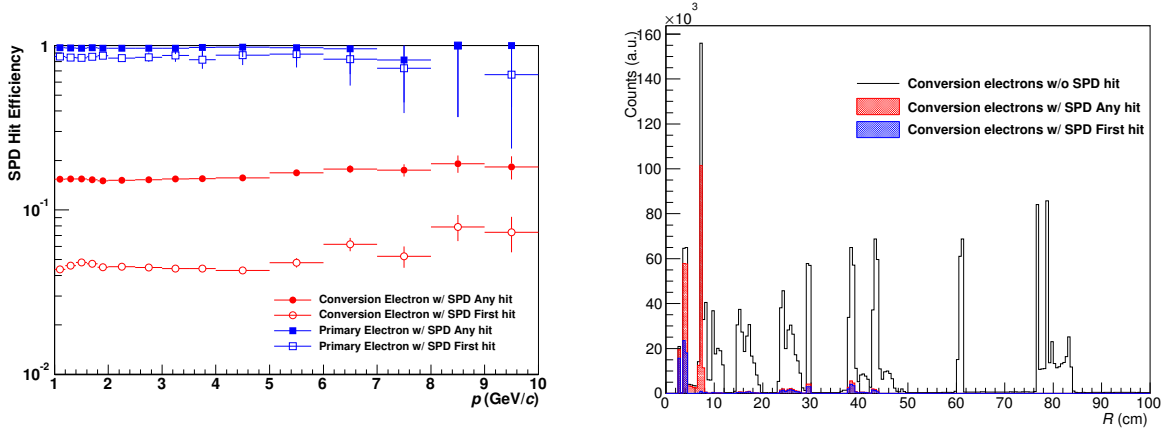 SPD Hit Efficiency
1
10⁻¹
10⁻²
Conversion Electron w/ SPD Any hit
Conversion Electron w/ SPD First hit
Primary Electron w/ SPD Any hit
Primary Electron w/ SPD First hit
1 2 3 4 5 6 7 8 9 10
p (GeV/c)
×10³
Counts (a.u.)
160
140
120
100
80
60
40
20
0
Conversion electrons w/o SPD hit
Conversion electrons w/ SPD Any hit
Conversion electrons w/ SPD First hit
0 10 20 30 40 50 60 70 80 90 100
R (cm)